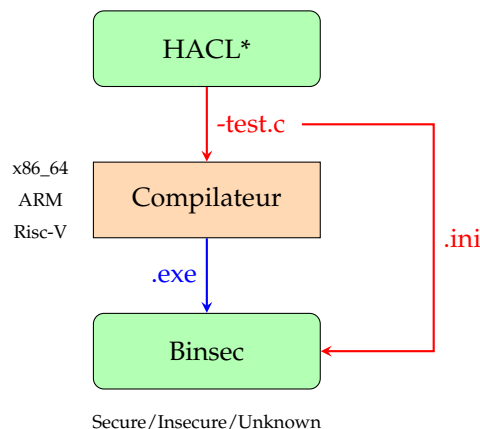 HACL*
-test.c
x86_64
ARM
Risc-V
Compilateur
.ini
.exe
Binsec
Secure/Insecure/Unknown